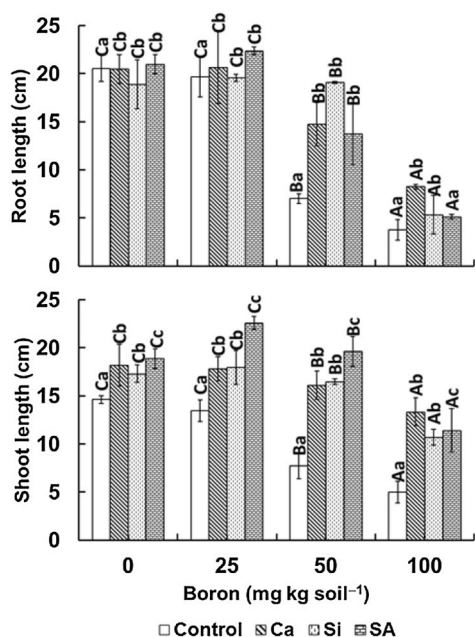 Root length (cm)
25
20
15
10
5
0
Ca Cb Cb Cb
Ca Cb Cb Cb
Ba Bb Bb Bb
Aa Ab Ab Aa
Shoot length (cm)
25
20
15
10
5
0
Ca Cb Cb Cc
Ca Cb Cb Cc
Ba Bb Bb Bc
Aa Ab Ab Ac
0 25 50 100
Boron (mg kg soil⁻¹)
Control Ca Si SA